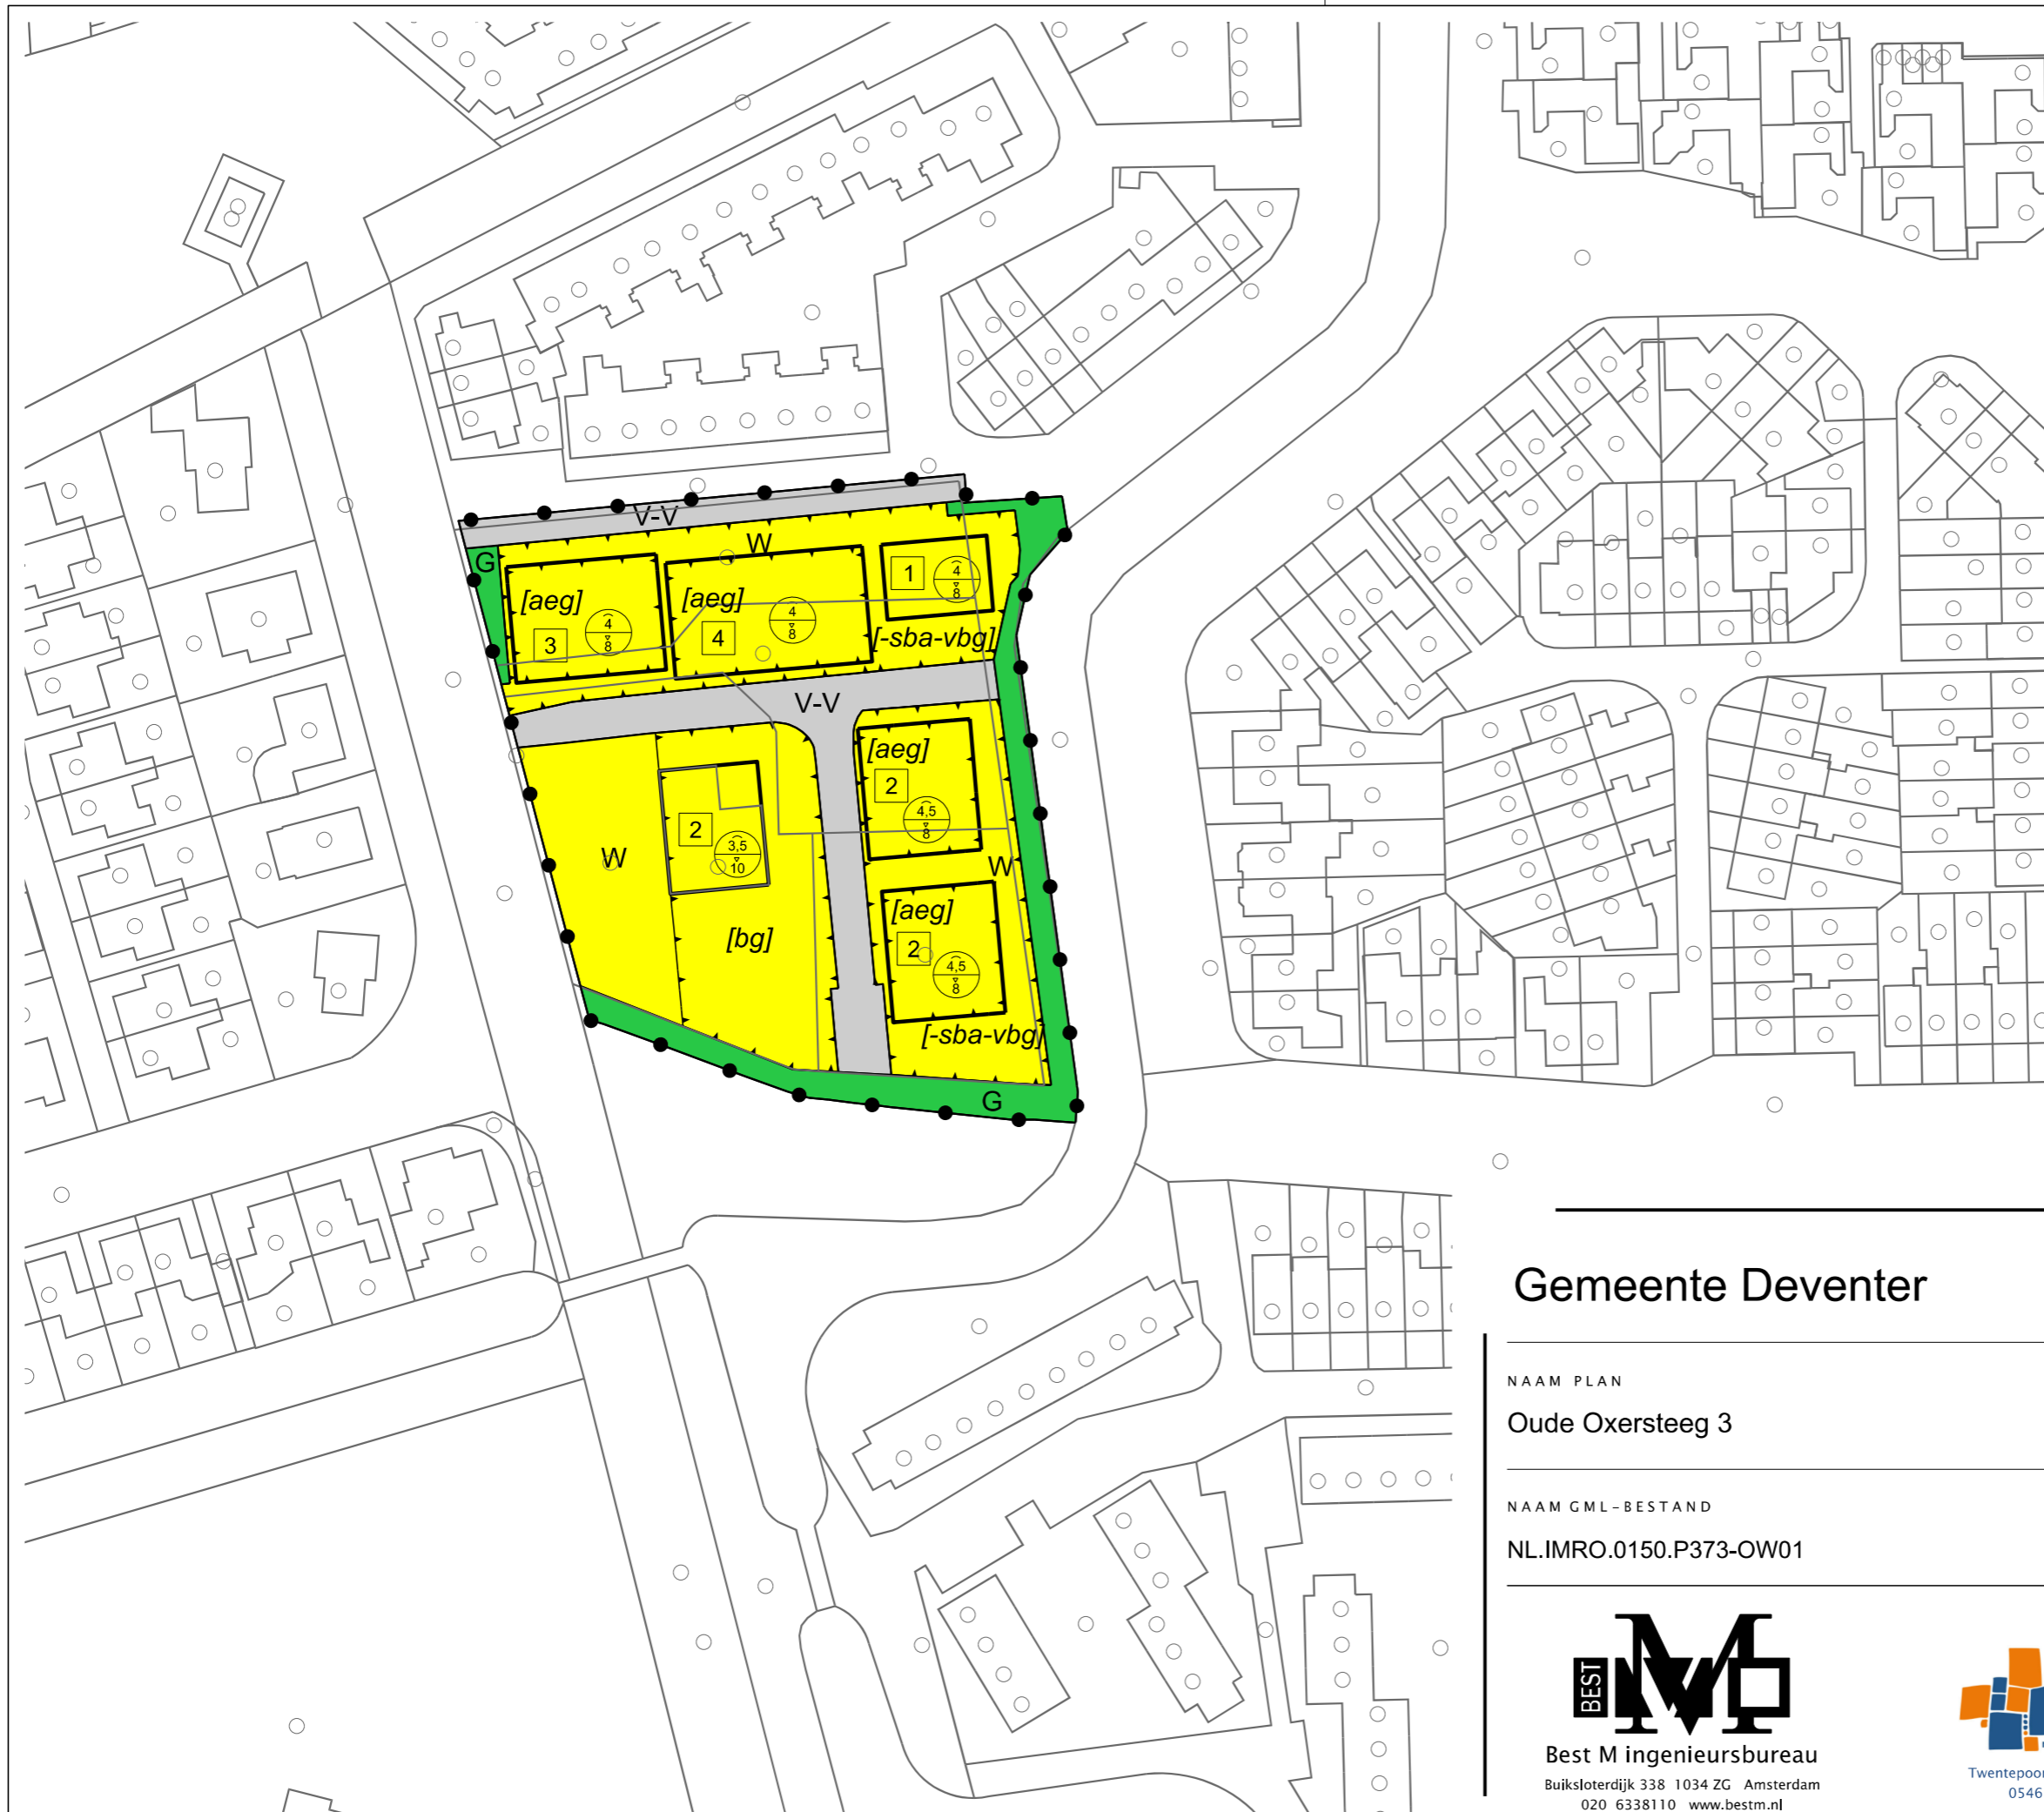 V-V
W
G
1
4
8
[aeg]
4
8
3
[aeg]
4
8
4
[-sba-vbg]
V-V
[aeg]
2
4,5
8
2
3,5
10
W
W
[aeg]
2
4,5
8
[bg]
[-sba-vbg]
G
Gemeente Deventer
NAAM PLAN
Oude Oxersteeg 3
NAAM GML-BESTAND
NL.IMRO.0150.P373-OW01
BEST M
Best M ingenieursbureau
Buiksloterdijk 338 1034 ZG Amsterdam
020 6338110 www.bestm.nl
Twentepoor
0546